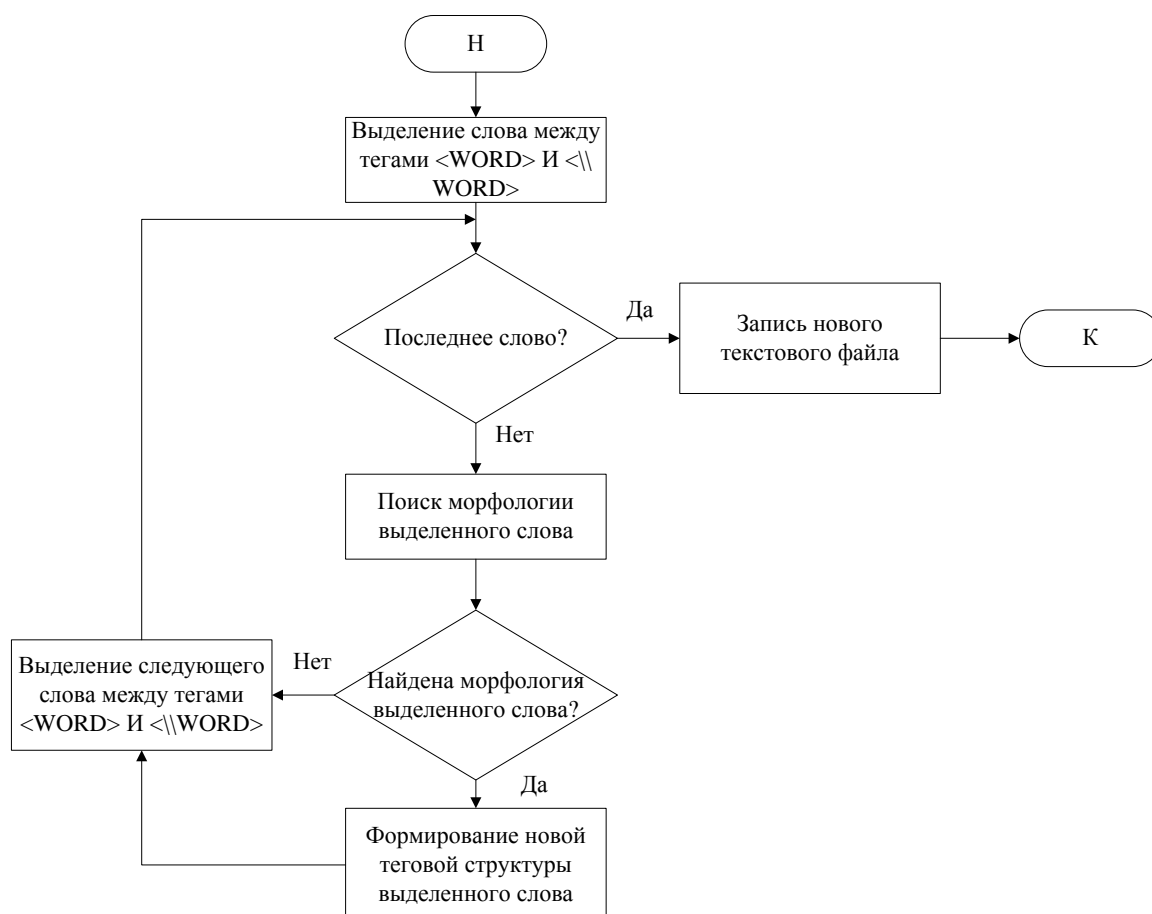 Н
Выделение слова между
тегами <WORD> И <\\
WORD>
Последнее слово?
Да
Запись нового
текстового файла
К
Нет
Поиск морфологии
выделенного слова
Найдена морфология
выделенного слова?
Нет
Выделение следующего
слова между тегами
<WORD> И <\\WORD>
Да
Формирование новой
теговой структуры
выделенного слова